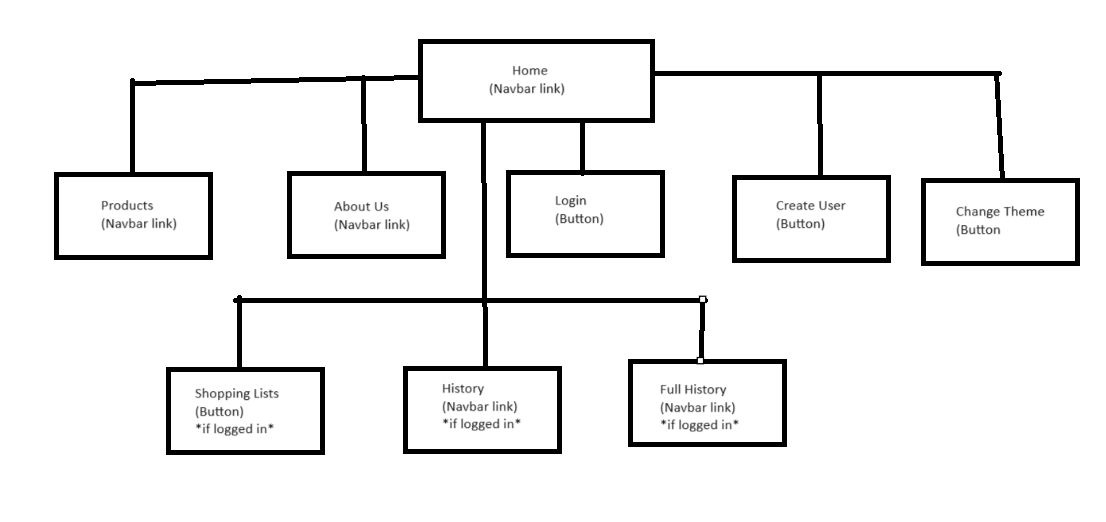 Home
(Navbar link)
Products
(Navbar link)
About Us
(Navbar link)
Login
(Button)
Create User
(Button)
Change Theme
(Button
Shopping Lists
(Button)
*if logged in*
History
(Navbar link)
*if logged in*
Full History
(Navbar link)
*if logged in*